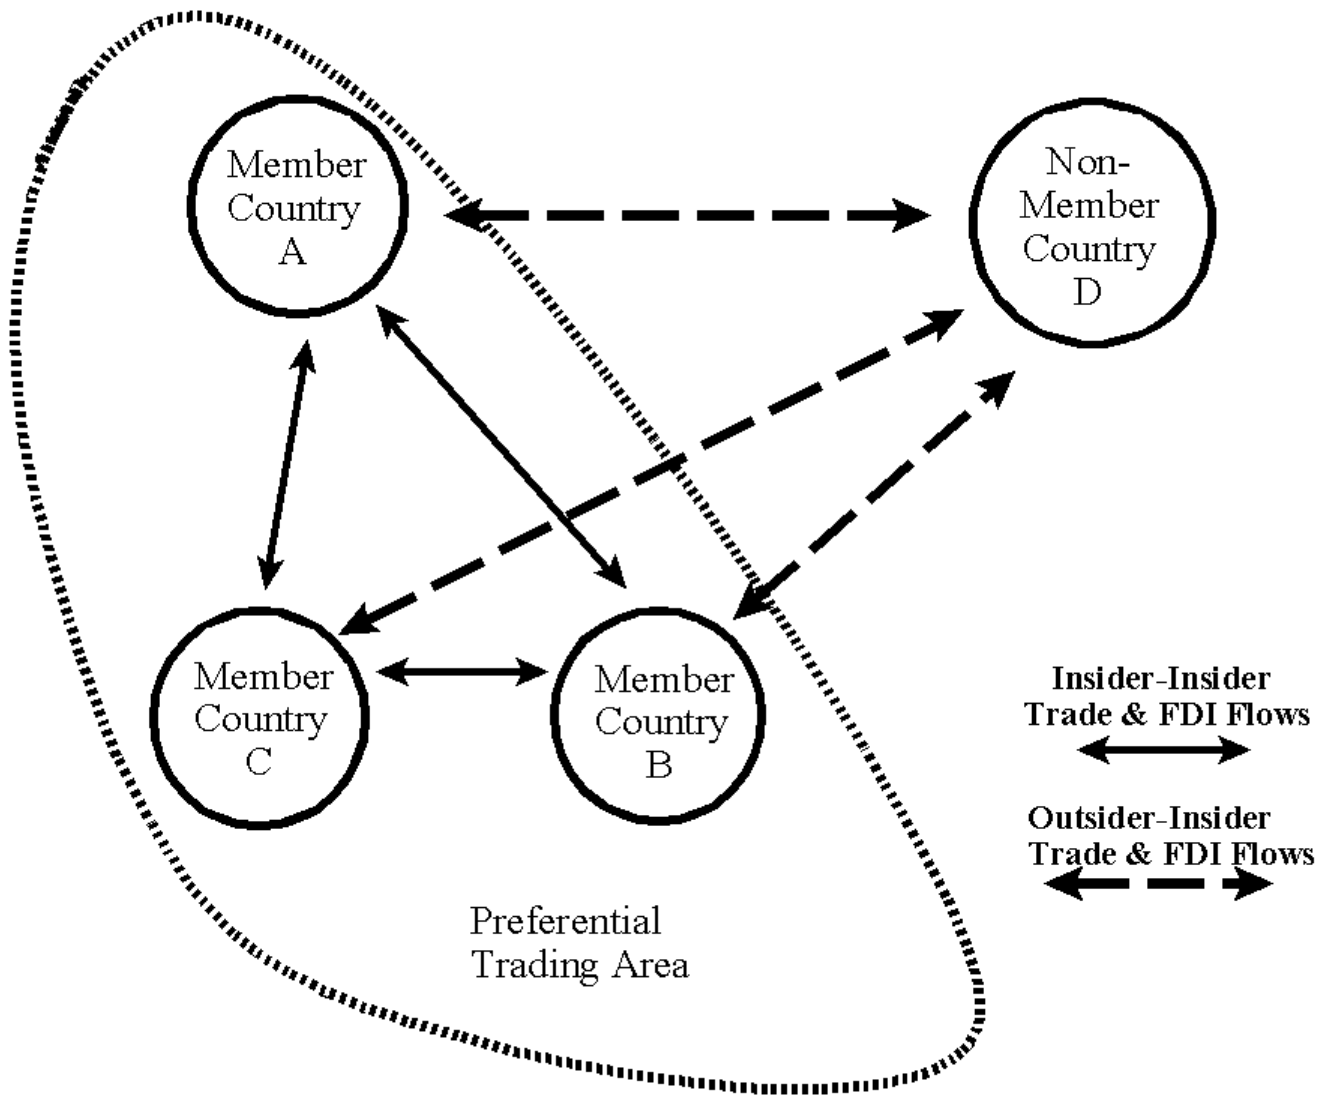 Member
Country
A
Non-
Member
Country
D
Member
Country
C
Member
Country
B
Insider-Insider
Trade & FDI Flows
Outsider-Insider
Trade & FDI Flows
Preferential
Trading Area